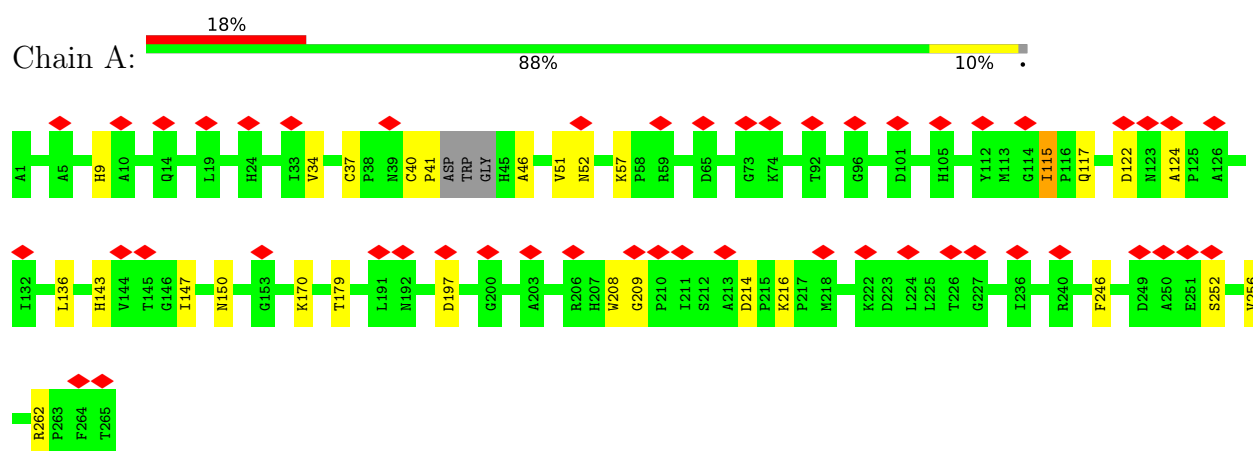 18%
Chain A:
88% 10% •
A1 A5 H9 A10 Q14 L19 H24 I33 V34 C37 P38 N39 C40 P41 ASP TRP GLY H45 A46 V51 N52 K57 P58 R59 D65 G73 K74 T92 G96 D101 H105 Y112 M113 G114 I115 P116 Q117 D122 N123 A124 P125 A126
I132 L136 H143 V144 T145 G146 I147 N150 G153 K170 T179 L191 N192 D197 G200 A203 R206 H207 W208 G209 P210 I211 S212 A213 D214 P215 K216 P217 M218 K222 D223 L224 L225 T226 G227 I236 R240 F246 D249 A250 E251 S252 V256
R262 P263 F264 T265